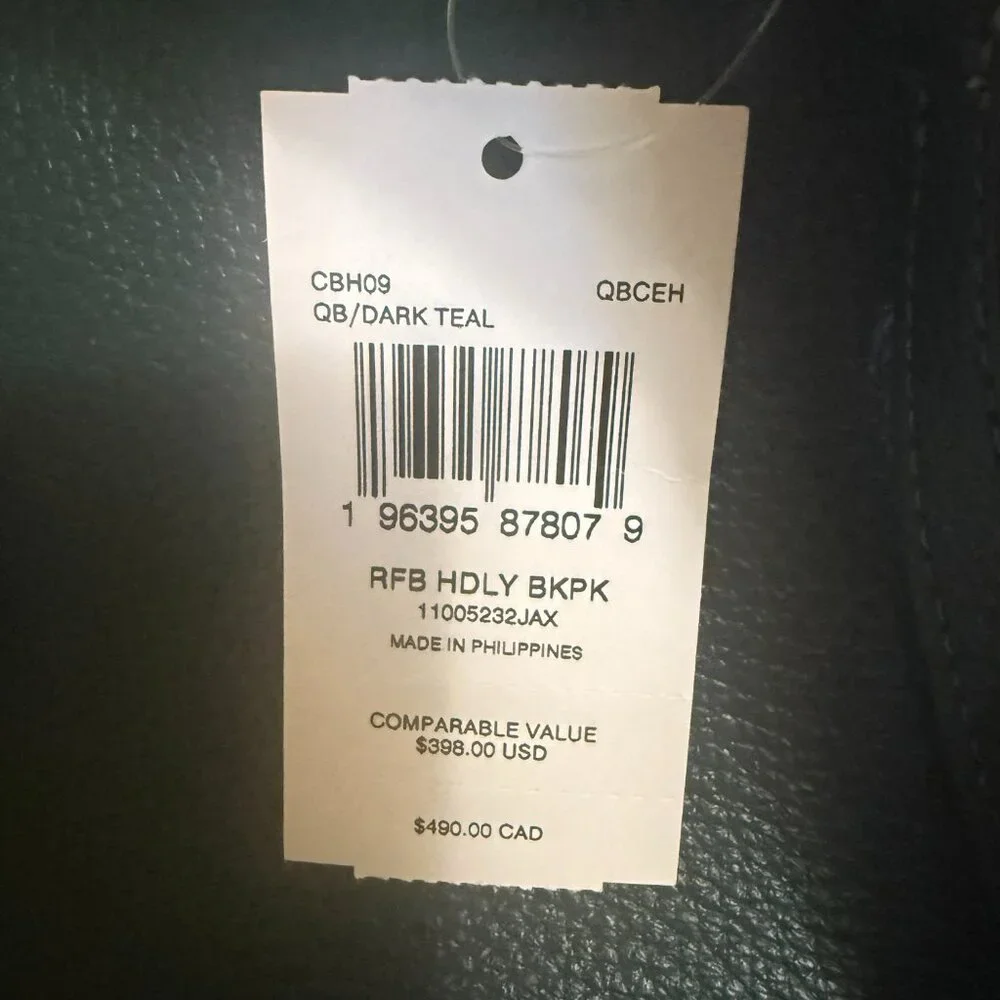 CBH09 QBCEH
QB/DARK TEAL
1 96395 87807 9
RFB HDLY BKPK
11005232JAX
MADE IN PHILIPPINES
COMPARABLE VALUE
$398.00 USD
$490.00 CAD